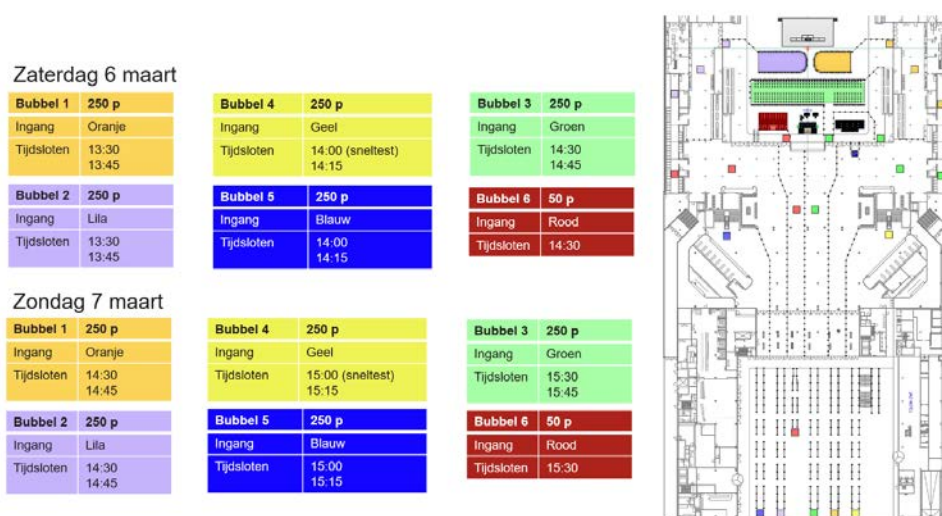 Zaterdag 6 maart
Bubbel 1 250 p
Ingang Oranje
Tijdsloten 13:30
13:45
Bubbel 2 250 p
Ingang Lila
Tijdsloten 13:30
13:45
Bubbel 4 250 p
Ingang Geel
Tijdsloten 14:00 (sneltest)
14:15
Bubbel 5 250 p
Ingang Blauw
Tijdsloten 14:00
14:15
Bubbel 3 250 p
Ingang Groen
Tijdsloten 14:30
14:45
Bubbel 6 50 p
Ingang Rood
Tijdsloten 14:30
Zondag 7 maart
Bubbel 1 250 p
Ingang Oranje
Tijdsloten 14:30
14:45
Bubbel 2 250 p
Ingang Lila
Tijdsloten 14:30
14:45
Bubbel 4 250 p
Ingang Geel
Tijdsloten 15:00 (sneltest)
15:15
Bubbel 5 250 p
Ingang Blauw
Tijdsloten 15:00
15:15
Bubbel 3 250 p
Ingang Groen
Tijdsloten 15:30
15:45
Bubbel 6 50 p
Ingang Rood
Tijdsloten 15:30